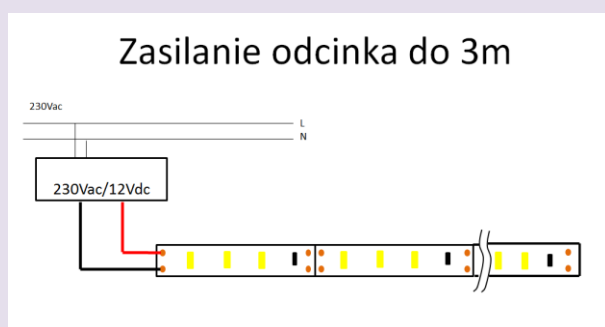 Zasilanie odcinka do 3m
230Vac
L
N
230Vac/12Vdc